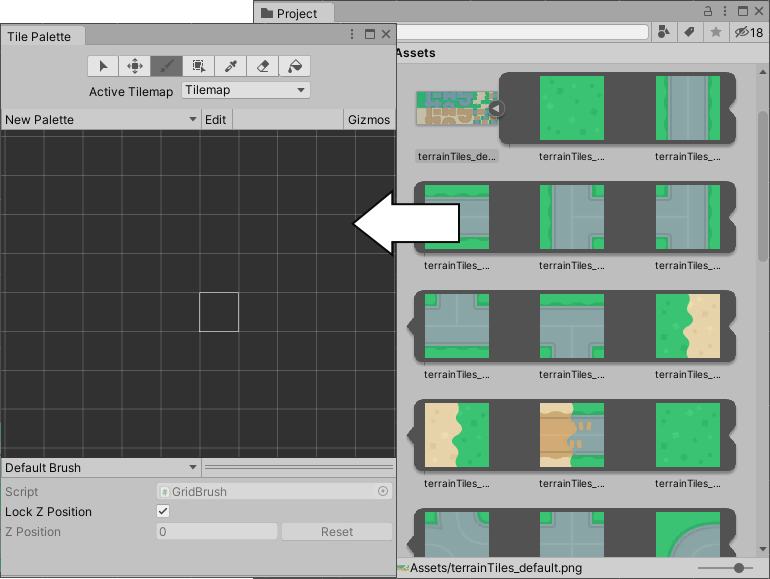 Project
Tile Palette
18
Assets
Active Tilemap
Tilemap
New Palette
Edit
Gizmos
terrainTiles_de...
terrainTiles_...
terrainTiles_...
terrainTiles_...
terrainTiles_...
terrainTiles_...
terrainTiles_...
terrainTiles_...
terrainTiles_...
terrainTiles_...
terrainTiles_...
terrainTiles_...
Default Brush
Script
#
GridBrush
Lock Z Position
Z Position
0
Reset
Assets/terrainTiles_default.png